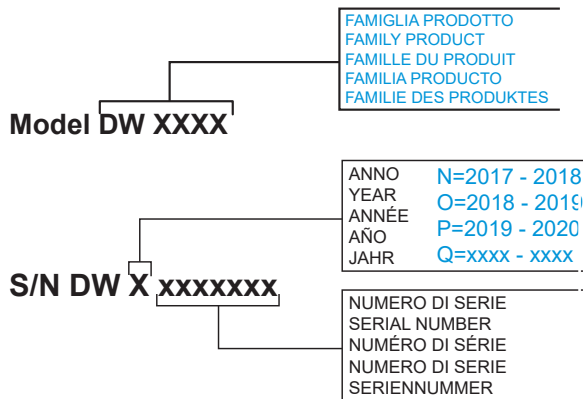 FAMIGLIA PRODOTTO
FAMILY PRODUCT
FAMILLE DU PRODUIT
FAMILIA PRODUCTO
FAMILIE DES PRODUKTES
Model DW XXXX
ANNO
YEAR
ANNÉE
AÑO
JAHR
N=2017 - 2018
O=2018 - 2019
P=2019 - 2020
Q=xxxx - xxxx
S/N DW X xxxxxxx
NUMERO DI SERIE
SERIAL NUMBER
NUMÉRO DI SÉRIE
NUMERO DI SERIE
SERIENNUMMER